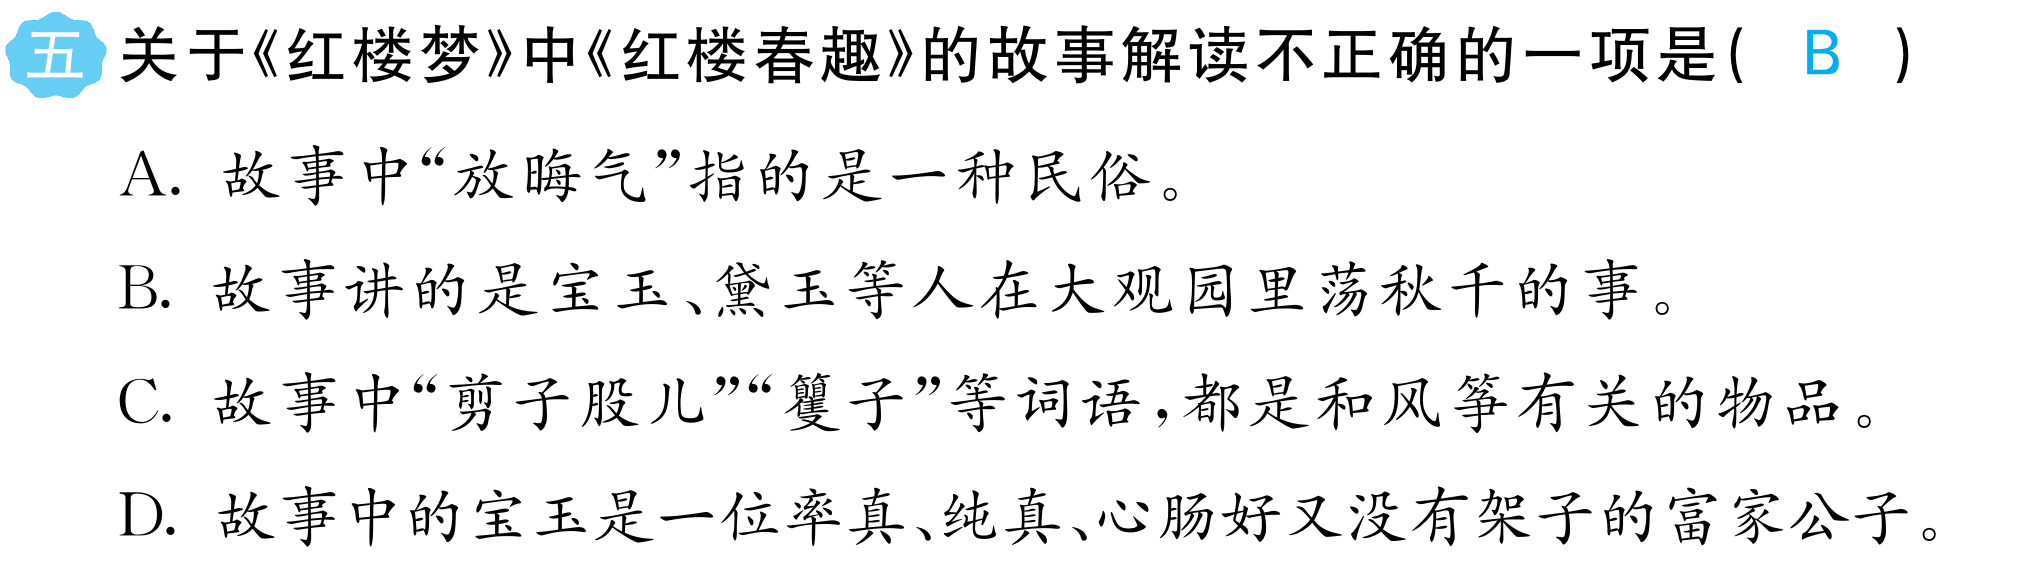 五 关于《红楼梦》中《红楼春趣》的故事解读不正确的一项是( B )
A. 故事中“放晦气”指的是一种民俗。
B. 故事讲的是宝玉、黛玉等人在大观园里荡秋千的事。
C. 故事中“剪子股儿”“籰子”等词语,都是和风筝有关的物品。
D. 故事中的宝玉是一位率真、纯真、心肠好又没有架子的富家公子。